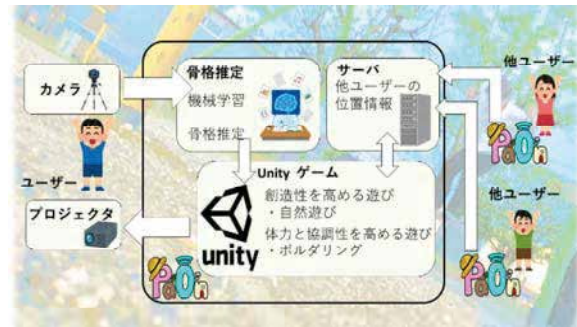 カメラ
ユーザー
プロジェクタ
骨格推定
機械学習
骨格推定
サーバ
他ユーザーの
位置情報
Unity ゲーム
創造性を高める遊び
・自然遊び
体力と協調性を高める遊び
・ボルダリング
unity
PaOn
他ユーザー
PaOn
他ユーザー
PaOn